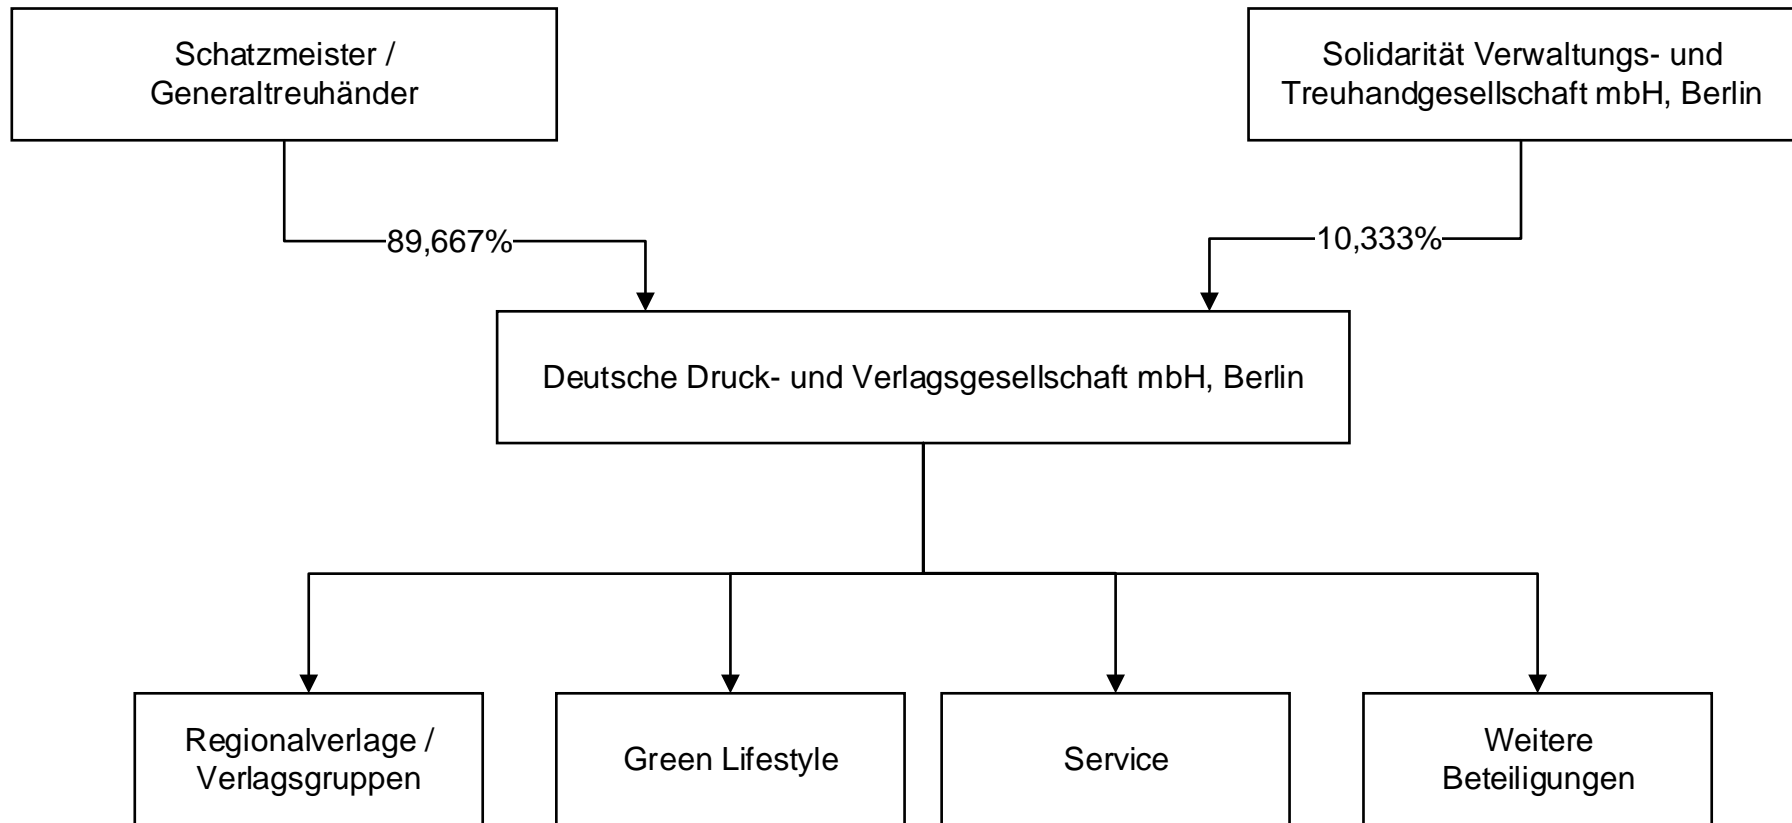 Schatzmeister /
Generaltreuhänder
Solidarität Verwaltungs- und
Treuhandgesellschaft mbH, Berlin
89,667%
10,333%
Deutsche Druck- und Verlagsgesellschaft mbH, Berlin
Regionalverlage /
Verlagsgruppen
Green Lifestyle
Service
Weitere
Beteiligungen